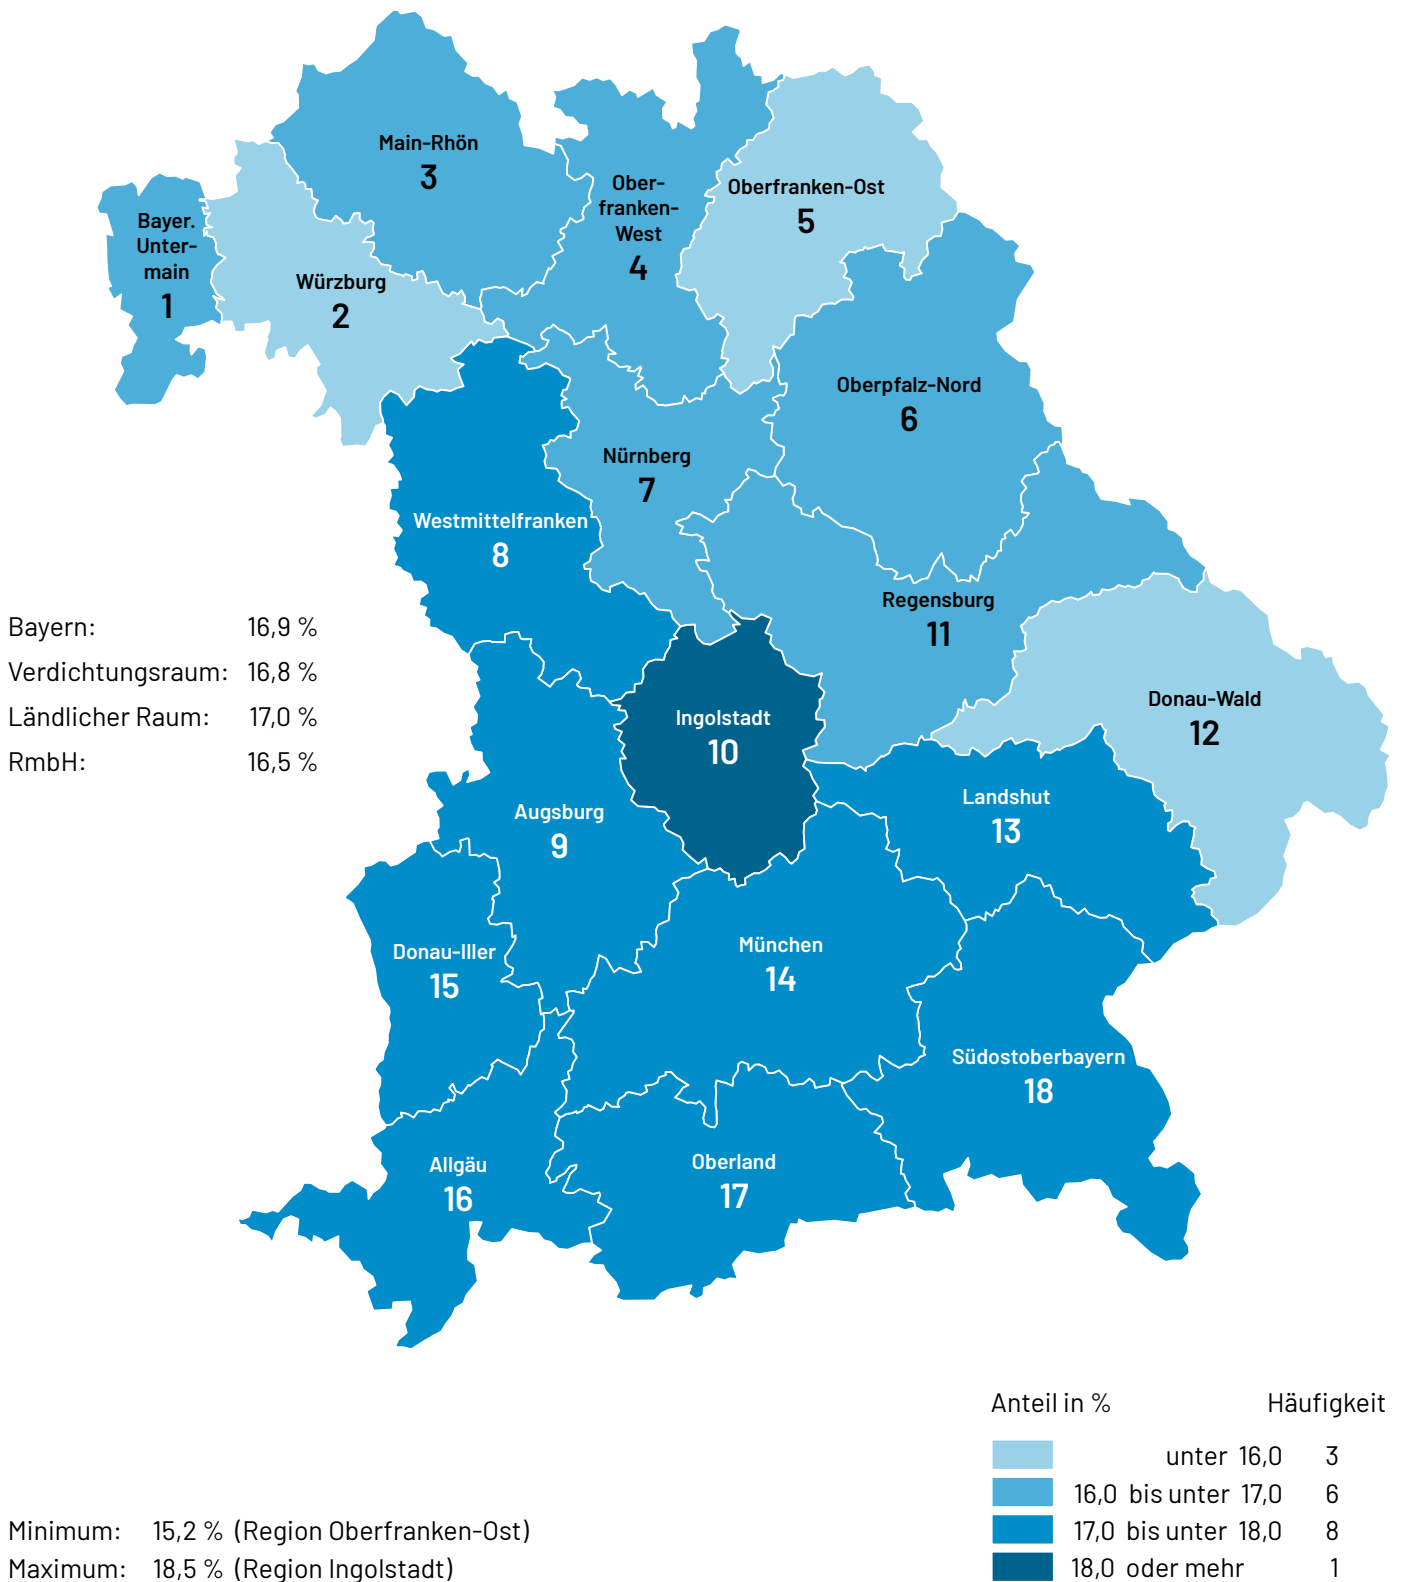 Main-Rhön
3
Ober-
franken-
West
4
Oberfranken-Ost
5
Bayer.
Unter-
main
1
Würzburg
2
Oberpfalz-Nord
6
Nürnberg
7
Westmittelfranken
8
Regensburg
11
Bayern: 16,9 %
Verdichtungsraum: 16,8 %
Ländlicher Raum: 17,0 %
RmbH: 16,5 %
Donau-Wald
12
Ingolstadt
10
Landshut
13
Augsburg
9
Donau-Iller
15
München
14
Südostoberbayern
18
Allgäu
16
Oberland
17
Anteil in % Häufigkeit
unter 16,0 3
16,0 bis unter 17,0 6
17,0 bis unter 18,0 8
18,0 oder mehr 1
Minimum: 15,2 % (Region Oberfranken-Ost)
Maximum: 18,5 % (Region Ingolstadt)